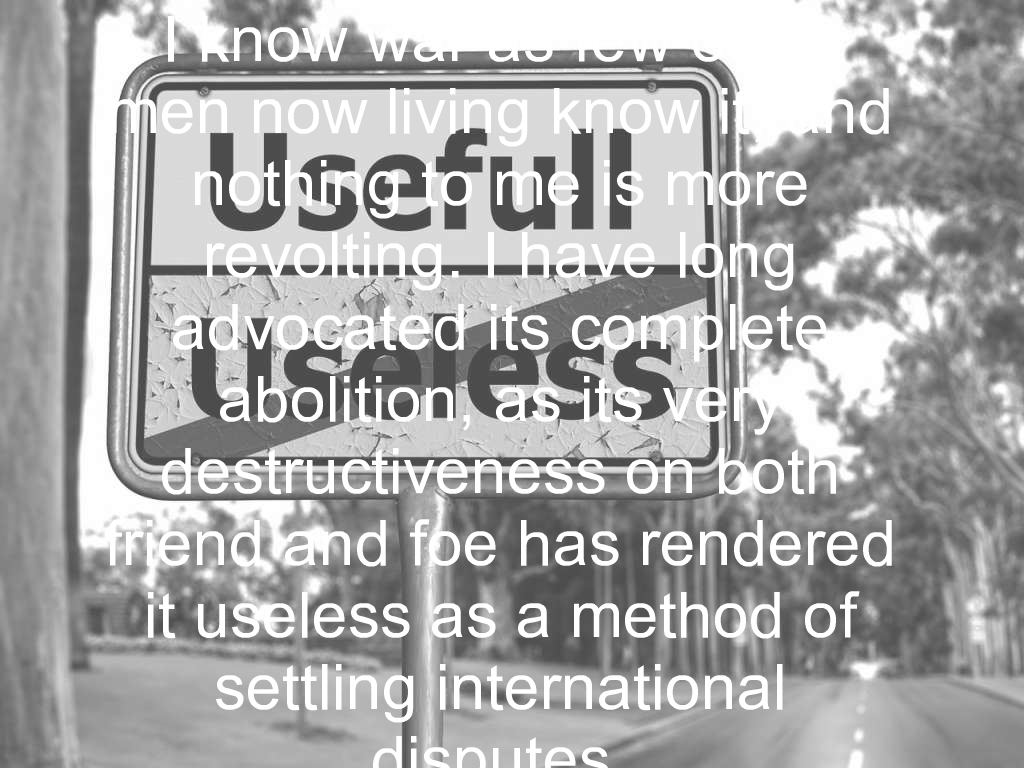 I know war as few
men now living know it, and
nothing to me is more
revolting. I have long
advocated its complete
abolition, as its very
destructiveness on both
friend and foe has rendered
it useless as a method of
settling international
disputes
Usefull
Useless